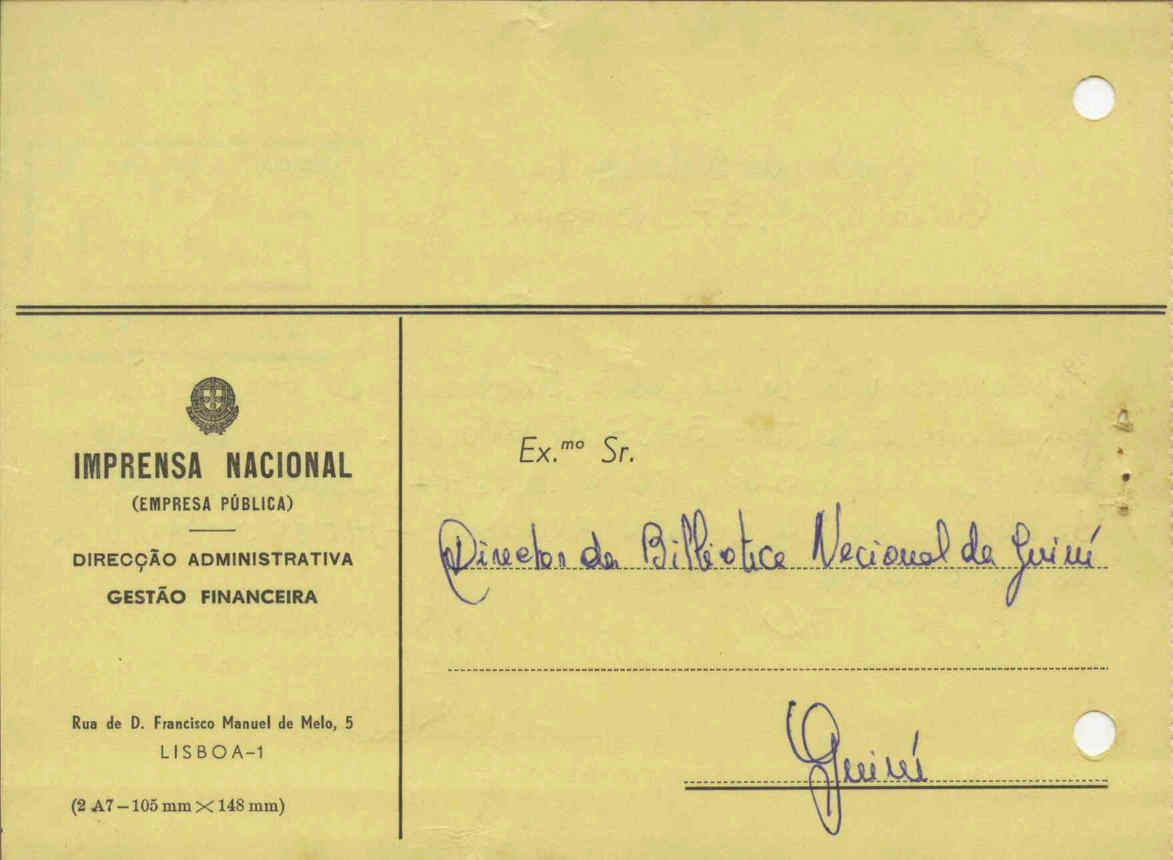 IMPRENSA NACIONAL
(EMPRESA PÚBLICA)
DIRECÇÃO ADMINISTRATIVA
GESTÃO FINANCEIRA
Rua de D. Francisco Manuel de Melo, 5
LISBOA-1
(2 A7 – 105 mm × 148 mm)
Ex.mo Sr.
Director da Biblioteca Nacional da Guiné
Guiné